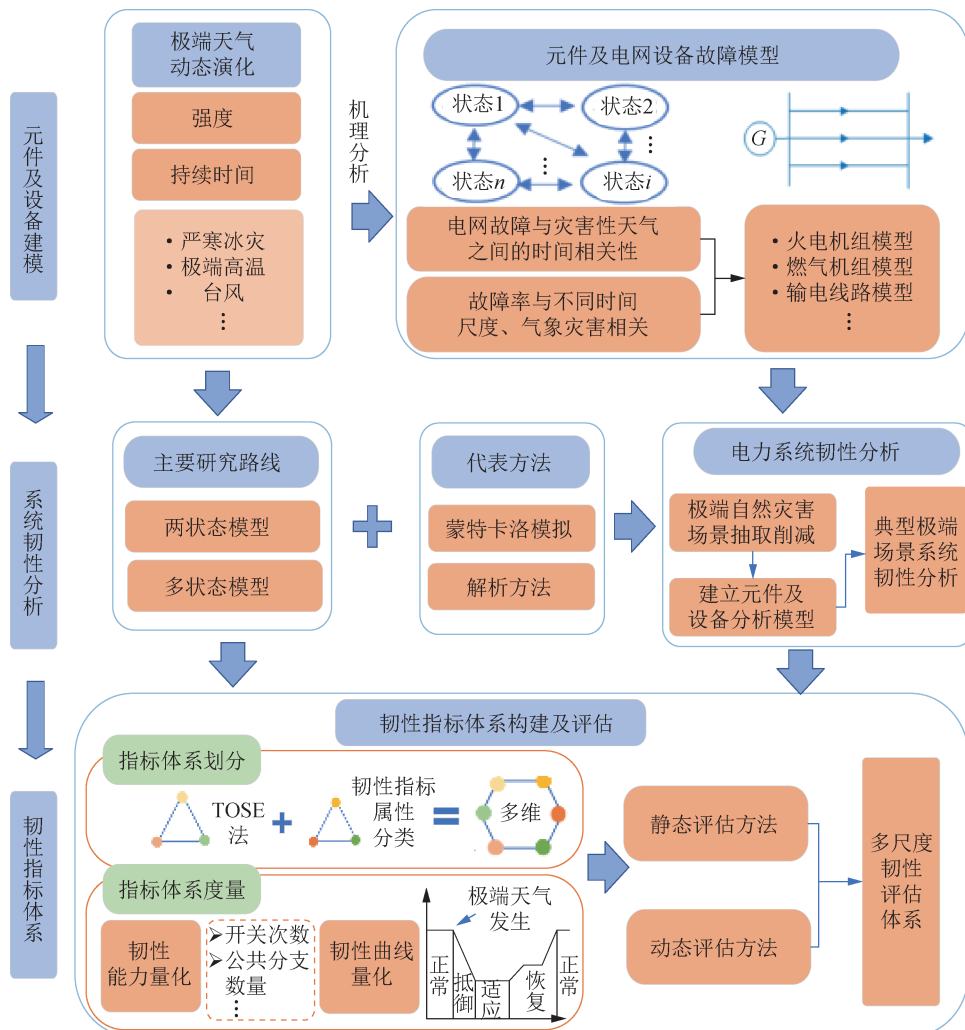 元件及设备建模
极端天气
动态演化
强度
持续时间
• 严寒冰灾
• 极端高温
• 台风
⋮
机理分析
元件及电网设备故障模型
状态1
状态2
⋮
⋮
状态n
状态i
G
电网故障与灾害性天气
之间的时间相关性
故障率与不同时间
尺度、气象灾害相关
• 火电机组模型
• 燃气机组模型
• 输电线路模型
⋮
系统韧性分析
主要研究路线
两状态模型
多状态模型
代表方法
蒙特卡洛模拟
解析方法
电力系统韧性分析
极端自然灾害
场景抽取削减
建立元件及
设备分析模型
典型极端
场景系统
韧性分析
韧性指标体系
韧性指标体系构建及评估
指标体系划分
TOSE
法
韧性指标
属性
分类
多维
指标体系度量
韧性
能力量化
➢开关次数
➢公共分支
数量
⋮
韧性曲线
量化
极端天气
发生
正常
抵御
适应
恢复
正常
静态评估方法
动态评估方法
多尺度
韧性
评估
体系